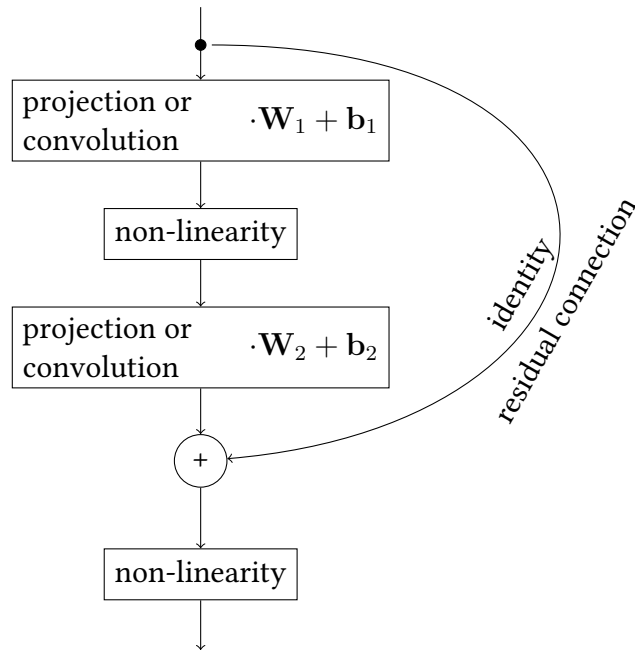 projection or
convolution
·W₁ + b₁
non-linearity
projection or
convolution
·W₂ + b₂
identity
residual connection
+
non-linearity